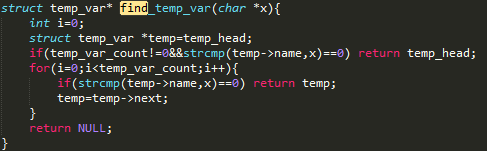 struct temp_var* find_temp_var(char *x){
    int i=0;
    struct temp_var *temp=temp_head;
    if(temp_var_count!=0&&strcmp(temp->name,x)==0) return temp_head;
    for(i=0;i<temp_var_count;i++){
        if(strcmp(temp->name,x)==0) return temp;
        temp=temp->next;
    }
    return NULL;
}